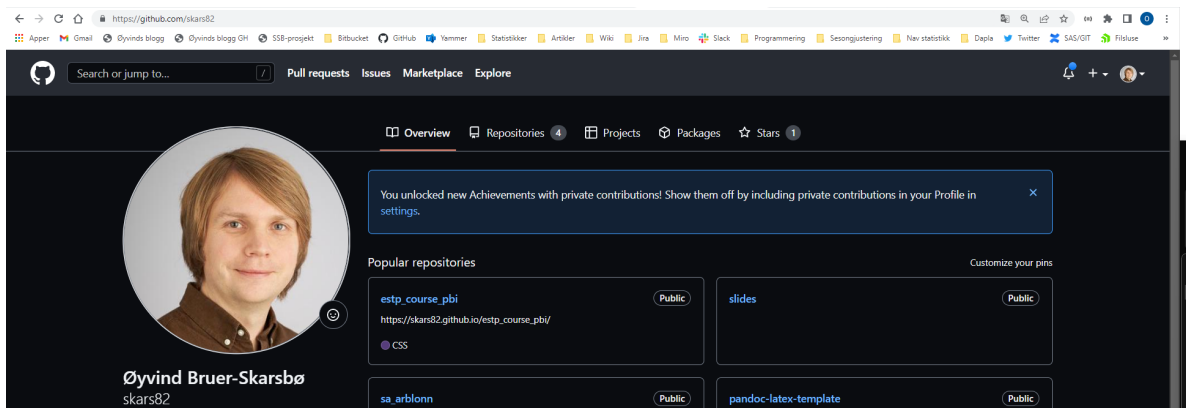 https://github.com/skars82
Apper Gmail Øyvinds blogg Øyvinds blogg GH SSB-prosjekt Bitbucket GitHub Yammer Statistikker Artikler Wiki Jira Miro Slack Programmering Sesongjustering Nav statistikk Dapla Twitter SAS/GIT Filsluse »
Search or jump to... / Pull requests Issues Marketplace Explore
Overview Repositories 4 Projects Packages Stars 1
You unlocked new Achievements with private contributions! Show them off by including private contributions in your Profile in
settings.
Popular repositories Customize your pins
estp_course_pbi Public
https://skars82.github.io/estp_course_pbi/
CSS
slides Public
Øyvind Bruer-Skarsbø
skars82
sa_arblonn Public
pandoc-latex-template Public